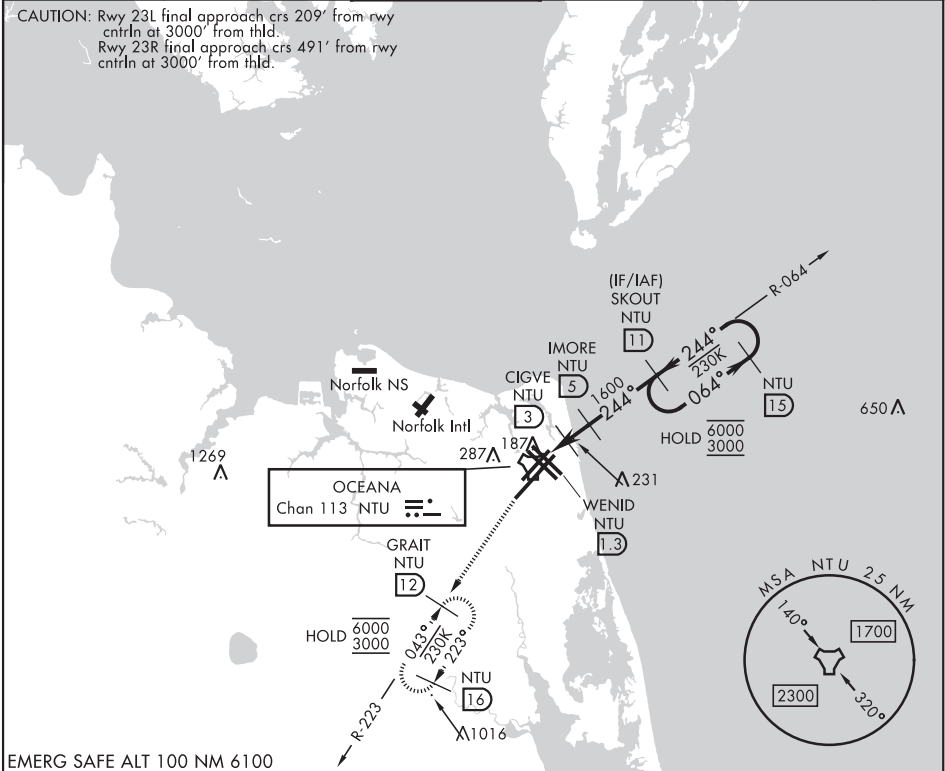 CAUTION: Rwy 23L final approach crs 209' from rwy
cntrln at 3000' from thld.
Rwy 23R final approach crs 491' from rwy
cntrln at 3000' from thld.
R-064
(IF/IAF)
SKOUT
NTU
11
244°
230K
064°
NTU
15
HOLD 6000
3000
IMORE
NTU
5
1600
244°
CIGVE
NTU
3
Norfolk NS
Norfolk Intl
650
1269
287
187
231
OCEANA
Chan 113 NTU
WENID
NTU
1.3
GRAIT
NTU
12
HOLD 6000
3000
043°
230K
223°
NTU
16
R-223
1016
MSA NTU 25 NM
140°
1700
2300
320°
EMERG SAFE ALT 100 NM 6100